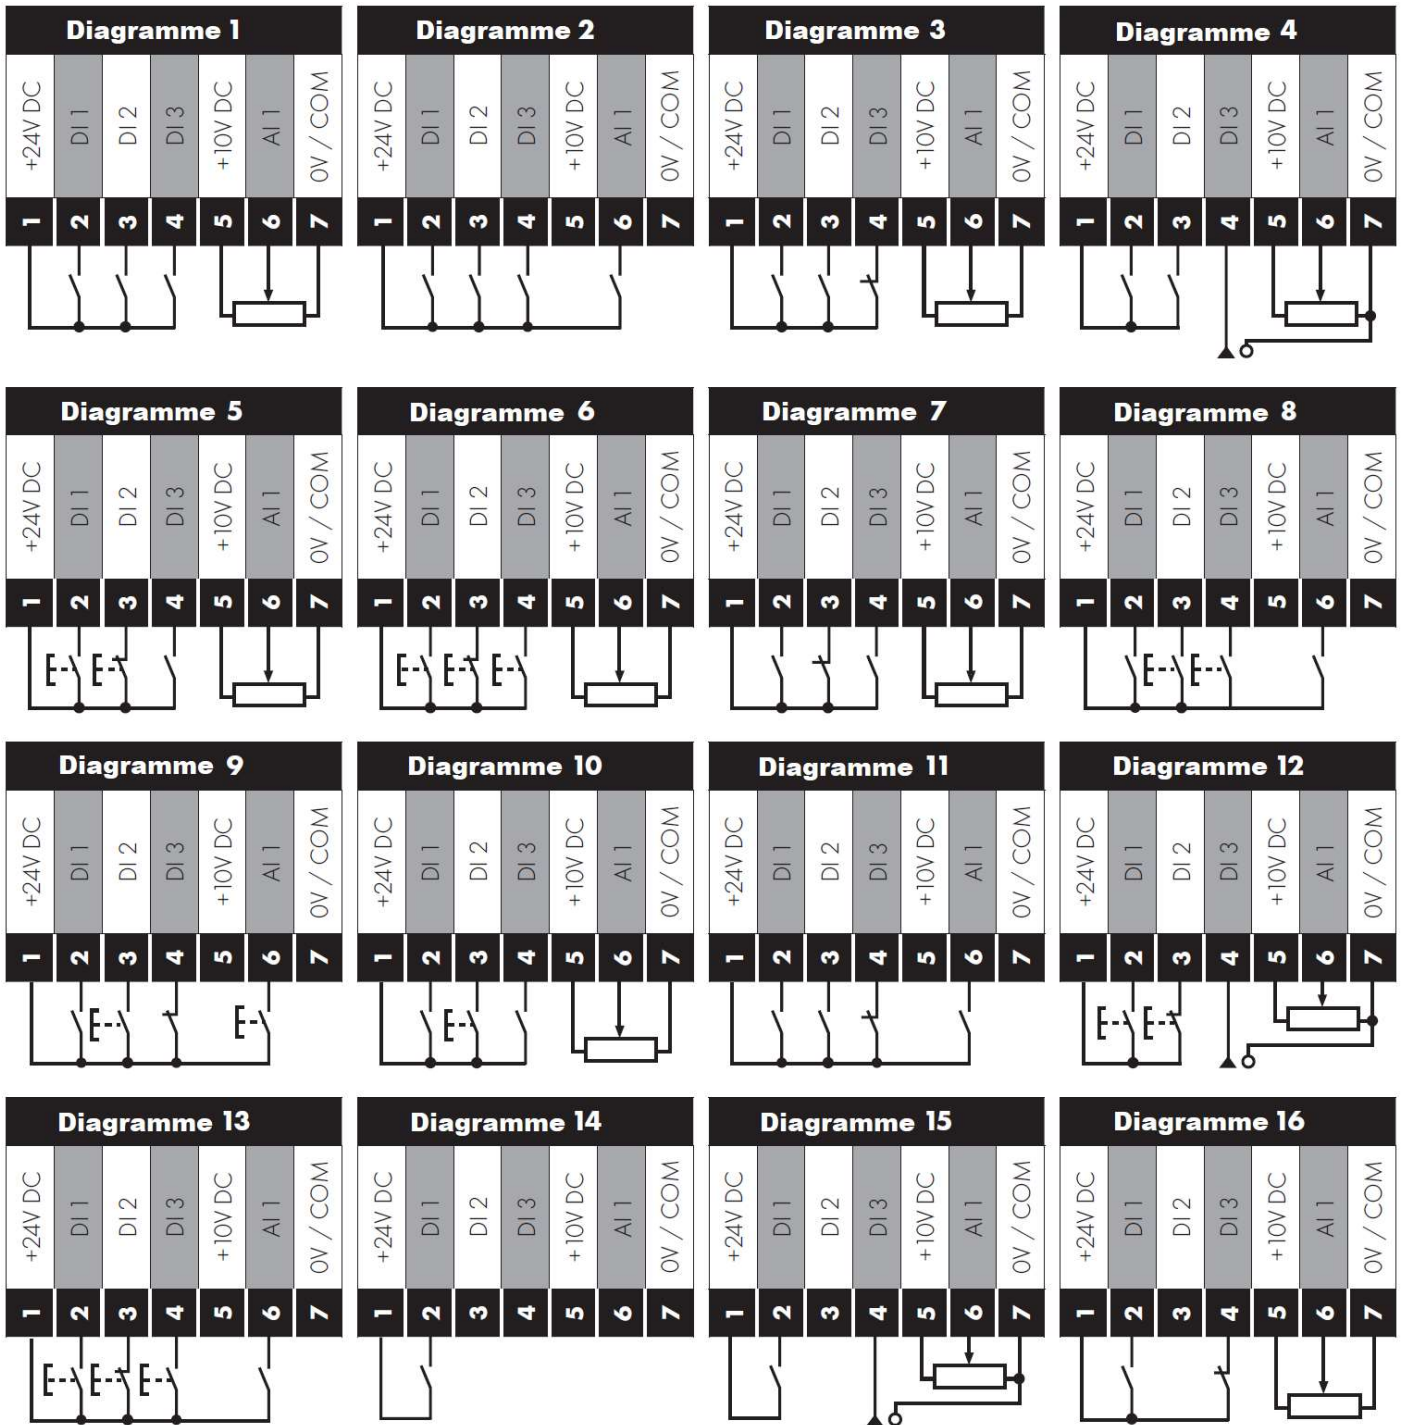 Diagramme 1
+24V DC
DI 1
DI 2
DI 3
+10V DC
AI 1
0V / COM
1
2
3
4
5
6
7
Diagramme 2
+24V DC
DI 1
DI 2
DI 3
+10V DC
AI 1
0V / COM
1
2
3
4
5
6
7
Diagramme 3
+24V DC
DI 1
DI 2
DI 3
+10V DC
AI 1
0V / COM
1
2
3
4
5
6
7
Diagramme 4
+24V DC
DI 1
DI 2
DI 3
+10V DC
AI 1
0V / COM
1
2
3
4
5
6
7
Diagramme 5
+24V DC
DI 1
DI 2
DI 3
+10V DC
AI 1
0V / COM
1
2
3
4
5
6
7
Diagramme 6
+24V DC
DI 1
DI 2
DI 3
+10V DC
AI 1
0V / COM
1
2
3
4
5
6
7
Diagramme 7
+24V DC
DI 1
DI 2
DI 3
+10V DC
AI 1
0V / COM
1
2
3
4
5
6
7
Diagramme 8
+24V DC
DI 1
DI 2
DI 3
+10V DC
AI 1
0V / COM
1
2
3
4
5
6
7
Diagramme 9
+24V DC
DI 1
DI 2
DI 3
+10V DC
AI 1
0V / COM
1
2
3
4
5
6
7
Diagramme 10
+24V DC
DI 1
DI 2
DI 3
+10V DC
AI 1
0V / COM
1
2
3
4
5
6
7
Diagramme 11
+24V DC
DI 1
DI 2
DI 3
+10V DC
AI 1
0V / COM
1
2
3
4
5
6
7
Diagramme 12
+24V DC
DI 1
DI 2
DI 3
+10V DC
AI 1
0V / COM
1
2
3
4
5
6
7
Diagramme 13
+24V DC
DI 1
DI 2
DI 3
+10V DC
AI 1
0V / COM
1
2
3
4
5
6
7
Diagramme 14
+24V DC
DI 1
DI 2
DI 3
+10V DC
AI 1
0V / COM
1
2
3
4
5
6
7
Diagramme 15
+24V DC
DI 1
DI 2
DI 3
+10V DC
AI 1
0V / COM
1
2
3
4
5
6
7
Diagramme 16
+24V DC
DI 1
DI 2
DI 3
+10V DC
AI 1
0V / COM
1
2
3
4
5
6
7